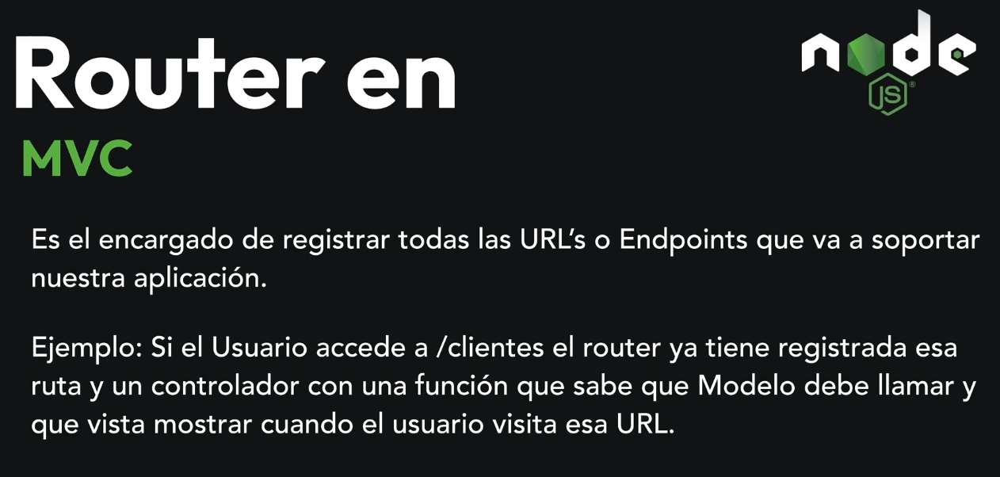 Router en
MVC
node
JS®
Es el encargado de registrar todas las URL's o Endpoints que va a soportar
nuestra aplicación.
Ejemplo: Si el Usuario accede a /clientes el router ya tiene registrada esa
ruta y un controlador con una función que sabe que Modelo debe llamar y
que vista mostrar cuando el usuario visita esa URL.